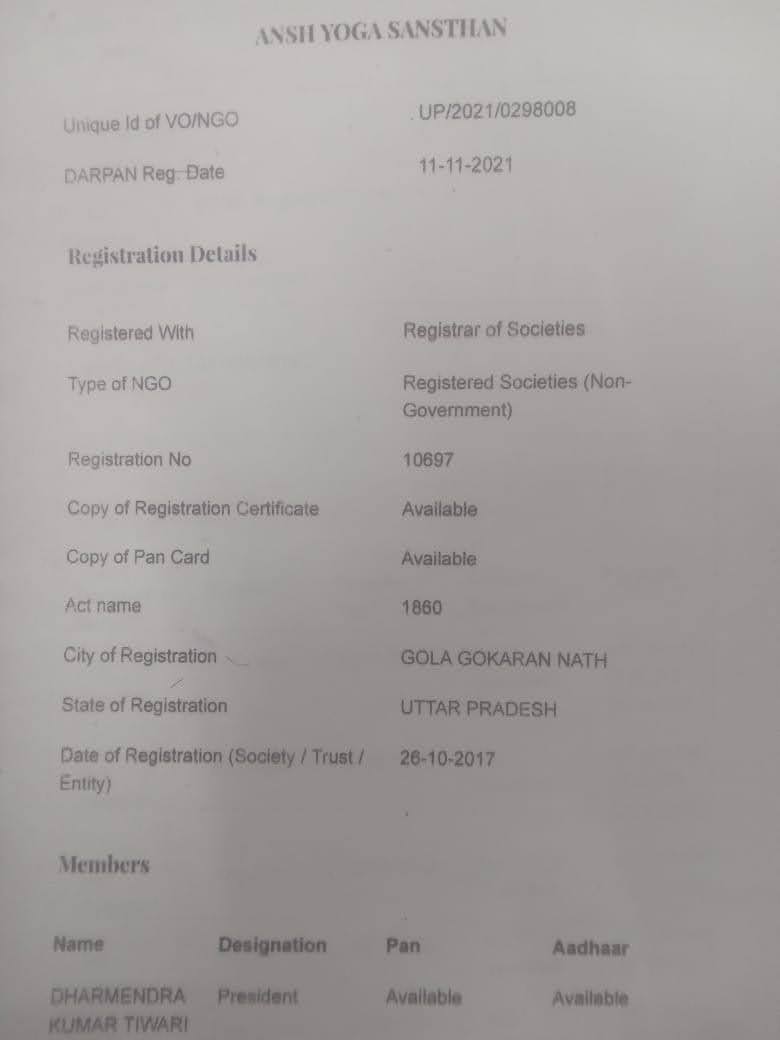 ANSH YOGA SANSTHAN
Unique Id of VO/NGO . UP/2021/0298008
DARPAN Reg. Date 11-11-2021
Registration Details
Registered With Registrar of Societies
Type of NGO Registered Societies (Non-
Government)
Registration No 10697
Copy of Registration Certificate Available
Copy of Pan Card Available
Act name 1860
City of Registration GOLA GOKARAN NATH
State of Registration UTTAR PRADESH
Date of Registration (Society / Trust / 26-10-2017
Entity)
Members
Name Designation Pan Aadhaar
DHARMENDRA President Available Available
KUMAR TIWARI